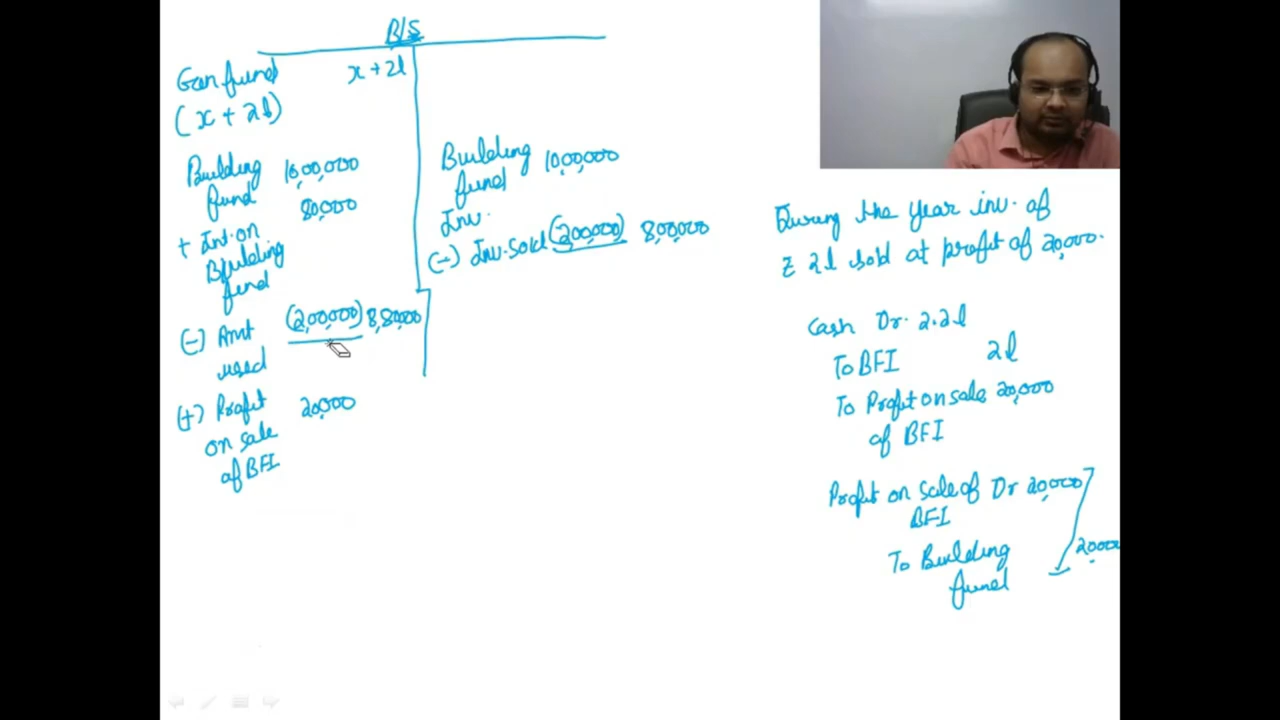 B/S
Gen fund x + 2l
(x + 2l)
Building 10,00,000
fund 80,000
+ Int. on
Building
fund
(-) Amt (2,00,000) 8,80,000
used
(+) Profit 20,000
on sale
of BFI
Building 10,00,000
fund
Inv.
(-) Inv. sold (200,000) 8,00,000
During the year inv. of
2l sold at profit of 20,000.
Cash Dr. 2.2l
To BFI 2l
To Profit on sale 20,000
of BFI
Profit on sale of Dr 20,000
BFI
To Building 20,000
fund